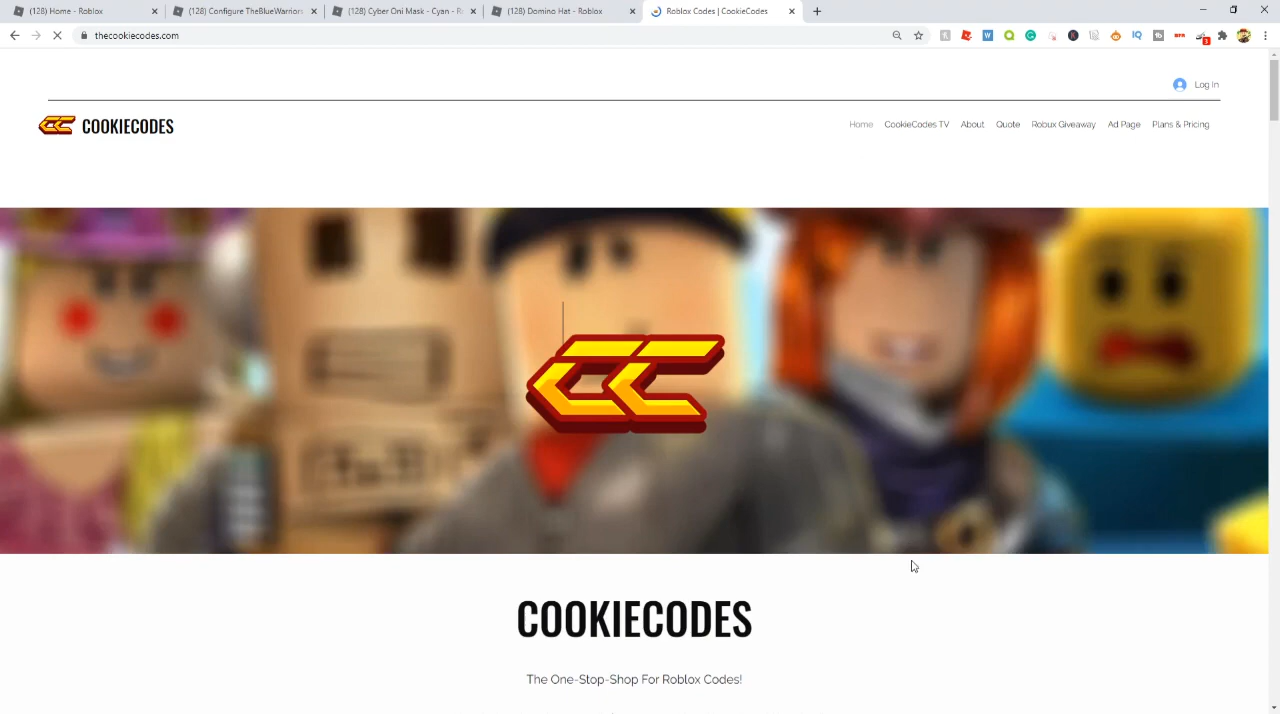 (128) Home - Roblox
(128) Configure TheBlueWarriors
(128) Cyber Oni Mask - Cyan - R
(128) Domino Hat - Roblox
Roblox Codes | CookieCodes
thecookiecodes.com
Log In
CC COOKIECODES
Home
CookieCodes TV
About
Quote
Robux Giveaway
Ad Page
Plans & Pricing
CC
COOKIECODES
The One-Stop-Shop For Roblox Codes!